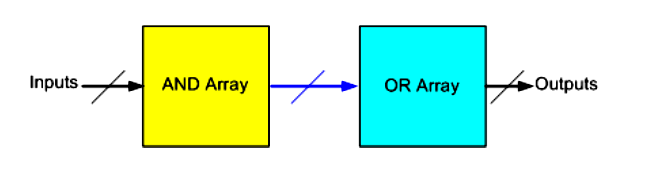 Inputs
AND Array
OR Array
Outputs